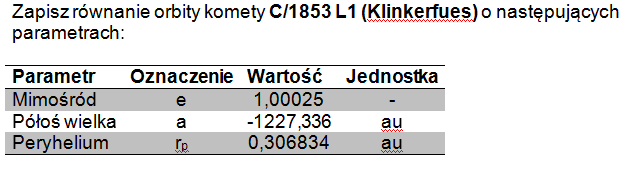 Zapisz równanie orbity komety C/1853 L1 (Klinkerfues) o następujących
parametrach:
Parametr Oznaczenie Wartość Jednostka
Mimośród e 1,00025 -
Półoś wielka a -1227,336 au
Peryhelium rp 0,306834 au